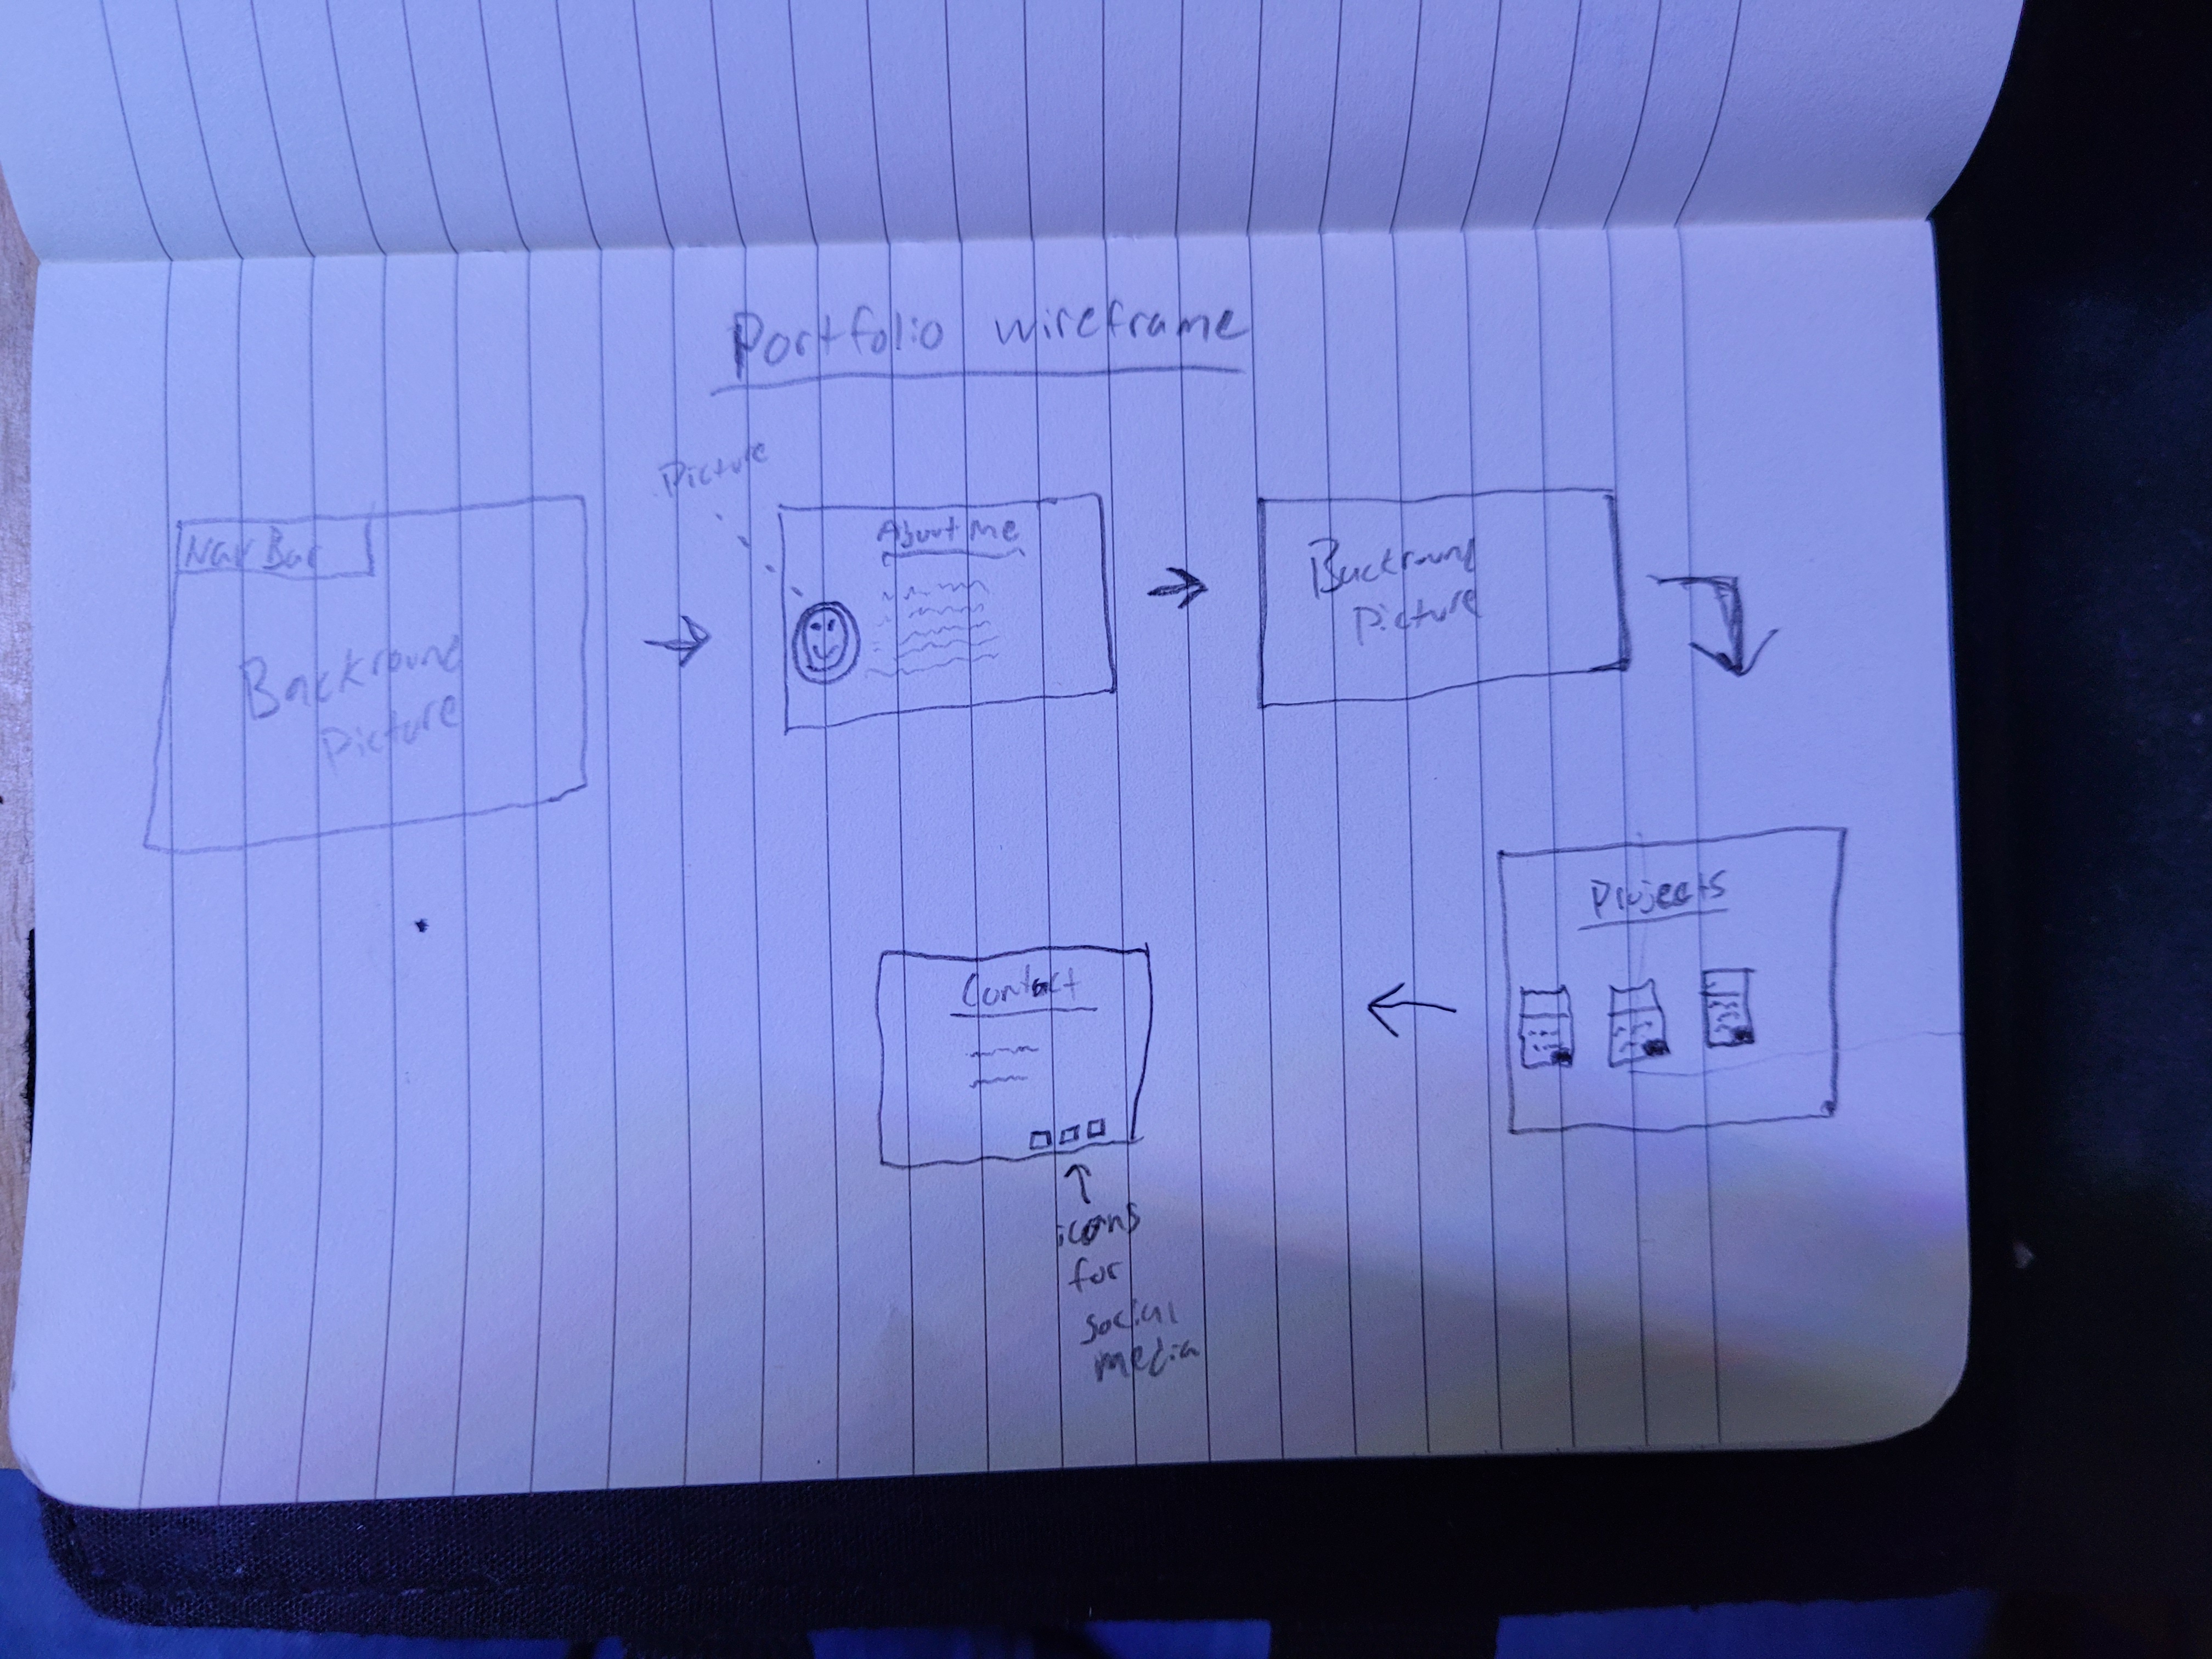 Portfolio wireframe
Nav Bar
Backround
Picture
Picture
About me
Backround
Picture
Projects
Contact
icons
for
social
media